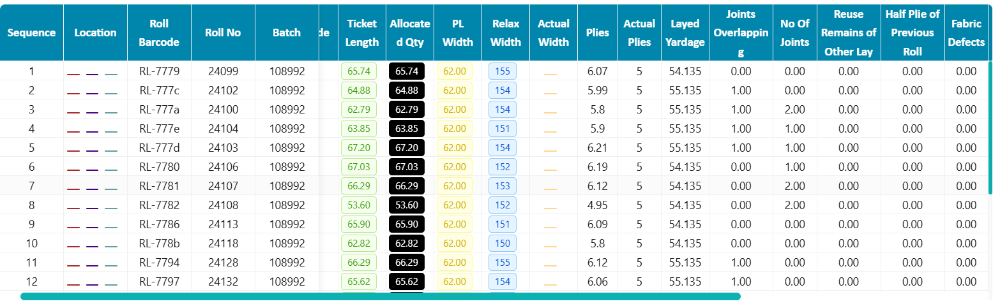 Sequence
Location
Roll
Barcode
Roll No
Batch
de
Ticket
Length
Allocate
d Qty
PL
Width
Relax
Width
Actual
Width
Plies
Actual
Plies
Layed
Yardage
Joints
Overlappin
g
No Of
Joints
Reuse
Remains of
Other Lay
Half Plie of
Previous
Roll
Fabric
Defects
1 RL-7779 24099 108992 65.74 65.74 62.00 155 6.07 5 54.135 0.00 0.00 0.00 0.00 0.00
2 RL-777c 24102 108992 64.88 64.88 62.00 154 5.99 5 55.135 1.00 0.00 0.00 0.00 0.00
3 RL-777a 24100 108992 62.79 62.79 62.00 154 5.8 5 55.135 0.00 2.00 0.00 0.00 0.00
4 RL-777e 24104 108992 63.85 63.85 62.00 151 5.9 5 55.135 1.00 1.00 0.00 0.00 0.00
5 RL-777d 24103 108992 67.20 67.20 62.00 154 6.21 5 55.135 1.00 1.00 0.00 0.00 0.00
6 RL-7780 24106 108992 67.03 67.03 62.00 152 6.19 5 54.135 0.00 1.00 0.00 0.00 0.00
7 RL-7781 24107 108992 66.29 66.29 62.00 153 6.12 5 54.135 0.00 2.00 0.00 0.00 0.00
8 RL-7782 24108 108992 53.60 53.60 62.00 152 4.95 5 54.135 0.00 2.00 0.00 0.00 0.00
9 RL-7786 24113 108992 65.90 65.90 62.00 151 6.09 5 54.135 0.00 0.00 0.00 0.00 0.00
10 RL-778b 24118 108992 62.82 62.82 62.00 150 5.8 5 54.135 0.00 0.00 0.00 0.00 0.00
11 RL-7794 24128 108992 66.29 66.29 62.00 155 6.12 5 55.135 1.00 0.00 0.00 0.00 0.00
12 RL-7797 24132 108992 65.62 65.62 62.00 154 6.06 5 55.135 1.00 0.00 0.00 0.00 0.00